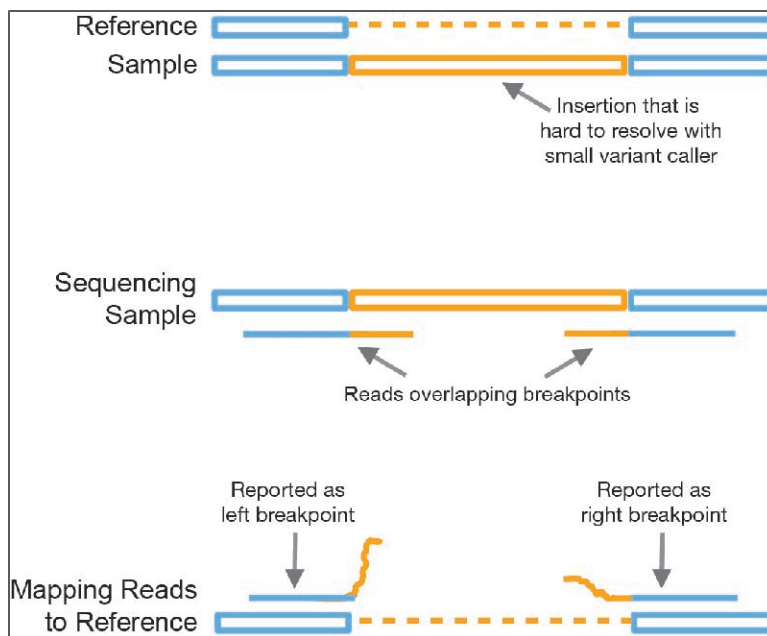 Reference
Sample
Insertion that is
hard to resolve with
small variant caller
Sequencing
Sample
Reads overlapping breakpoints
Reported as
left breakpoint
Reported as
right breakpoint
Mapping Reads
to Reference